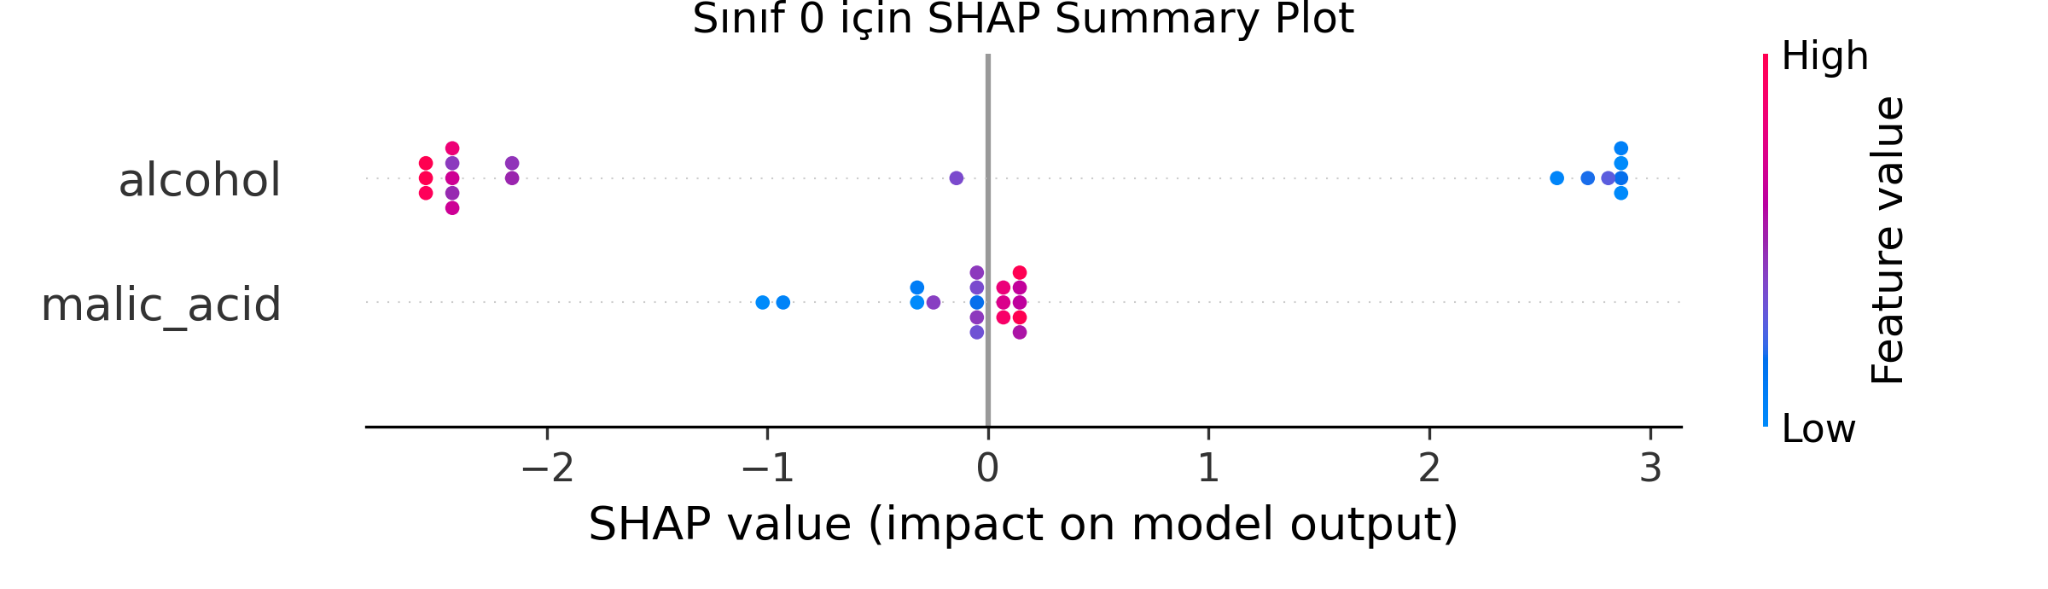 Sınıf 0 için SHAP Summary Plot
High
alcohol
malic_acid
Feature value
Low
−2 −1 0 1 2 3
SHAP value (impact on model output)